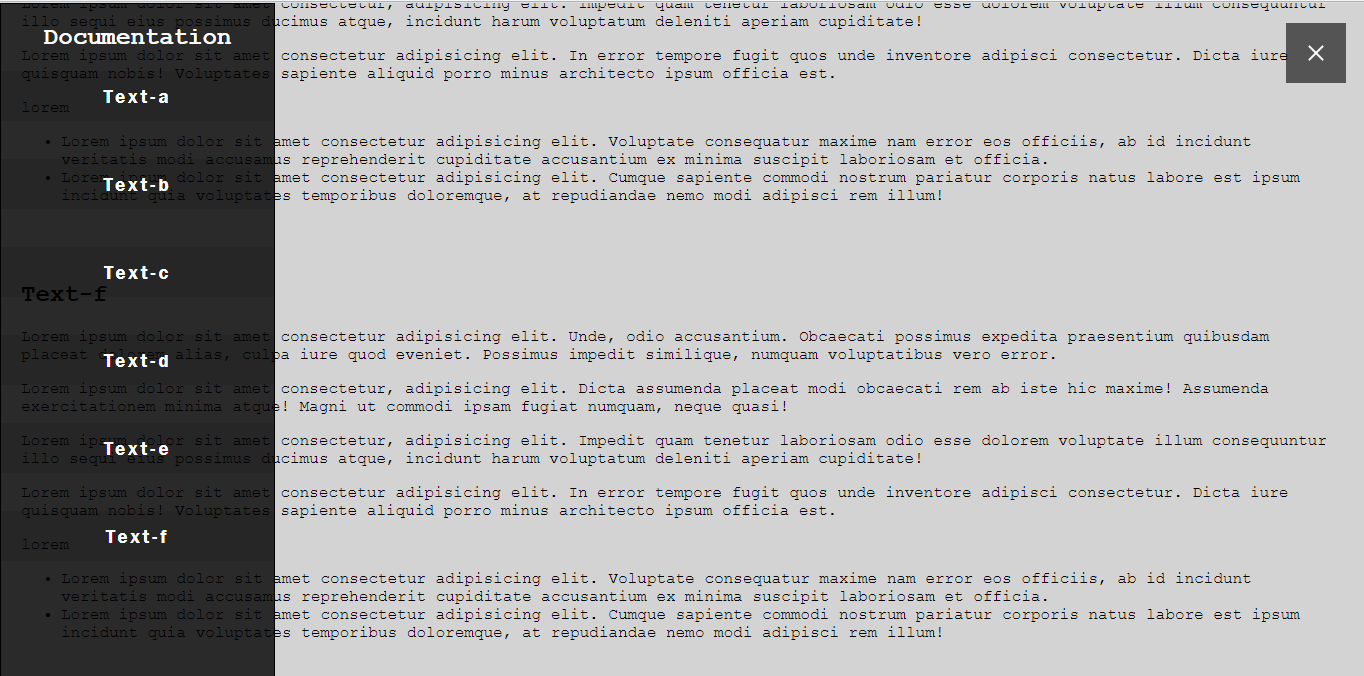 Lorem ipsum dolor sit amet consectetur, adipisicing elit. Impedit quam tenetur laboriosam odio esse dolorem voluptate illum consequuntur
illo sequi eius possimus ducimus atque, incidunt harum voluptatum deleniti aperiam cupiditate!
Documentation
Lorem ipsum dolor sit amet consectetur adipisicing elit. In error tempore fugit quos unde inventore adipisci consectetur. Dicta iure
quisquam nobis! Voluptates sapiente aliquid porro minus architecto ipsum officia est.
Text-a
lorem
• Lorem ipsum dolor sit amet consectetur adipisicing elit. Voluptate consequatur maxime nam error eos officiis, ab id incidunt
veritatis modi accusamus reprehenderit cupiditate accusantium ex minima suscipit laboriosam et officia.
• Lorem ipsum dolor sit amet consectetur adipisicing elit. Cumque sapiente commodi nostrum pariatur corporis natus labore est ipsum
Text-b
incidunt quia voluptates temporibus doloremque, at repudiandae nemo modi adipisci rem illum!
Text-c
Text-f
Lorem ipsum dolor sit amet consectetur adipisicing elit. Unde, odio accusantium. Obcaecati possimus expedita praesentium quibusdam
placeat dolorem alias, culpa iure quod eveniet. Possimus impedit similique, numquam voluptatibus vero error.
Text-d
Lorem ipsum dolor sit amet consectetur, adipisicing elit. Dicta assumenda placeat modi obcaecati rem ab iste hic maxime! Assumenda
exercitationem minima atque! Magni ut commodi ipsam fugiat numquam, neque quasi!
Lorem ipsum dolor sit amet consectetur, adipisicing elit. Impedit quam tenetur laboriosam odio esse dolorem voluptate illum consequuntur
Text-e
illo sequi eius possimus ducimus atque, incidunt harum voluptatum deleniti aperiam cupiditate!
Lorem ipsum dolor sit amet consectetur adipisicing elit. In error tempore fugit quos unde inventore adipisci consectetur. Dicta iure
quisquam nobis! Voluptates sapiente aliquid porro minus architecto ipsum officia est.
Text-f
lorem
• Lorem ipsum dolor sit amet consectetur adipisicing elit. Voluptate consequatur maxime nam error eos officiis, ab id incidunt
veritatis modi accusamus reprehenderit cupiditate accusantium ex minima suscipit laboriosam et officia.
• Lorem ipsum dolor sit amet consectetur adipisicing elit. Cumque sapiente commodi nostrum pariatur corporis natus labore est ipsum
incidunt quia voluptates temporibus doloremque, at repudiandae nemo modi adipisci rem illum!